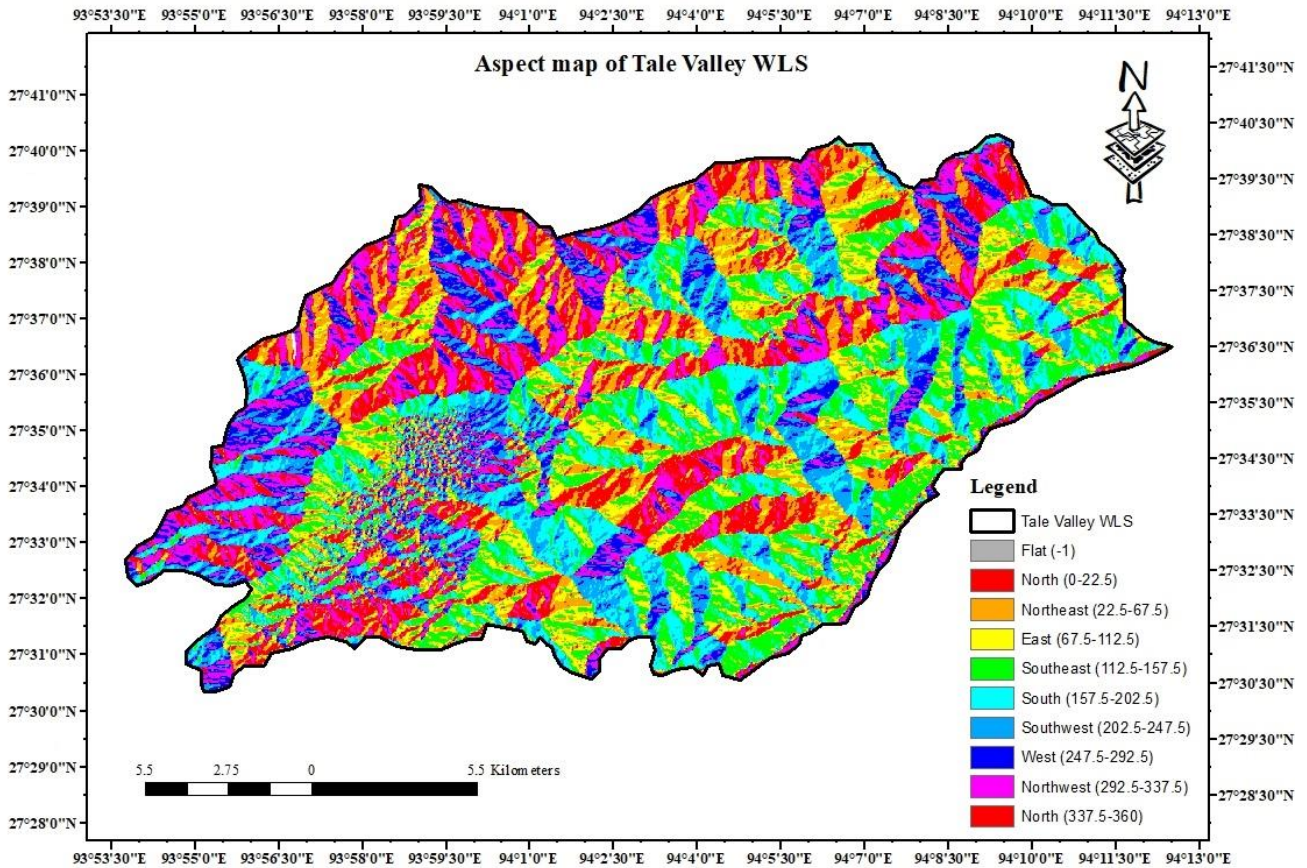 93°53'30"E 93°55'0"E 93°56'30"E 93°58'0"E 93°59'30"E 94°1'0"E 94°2'30"E 94°4'0"E 94°5'30"E 94°7'0"E 94°8'30"E 94°10'0"E 94°11'30"E 94°13'0"E
Aspect map of Tale Valley WLS
N
27°41'0"N
27°40'0"N
27°39'0"N
27°38'0"N
27°37'0"N
27°36'0"N
27°35'0"N
27°34'0"N
27°33'0"N
27°32'0"N
27°31'0"N
27°30'0"N
27°29'0"N
27°28'0"N
27°41'30"N
27°40'30"N
27°39'30"N
27°38'30"N
27°37'30"N
27°36'30"N
27°35'30"N
27°34'30"N
27°33'30"N
27°32'30"N
27°31'30"N
27°30'30"N
27°29'30"N
27°28'30"N
Legend
Tale Valley WLS
Flat (-1)
North (0-22.5)
Northeast (22.5-67.5)
East (67.5-112.5)
Southeast (112.5-157.5)
South (157.5-202.5)
Southwest (202.5-247.5)
West (247.5-292.5)
Northwest (292.5-337.5)
North (337.5-360)
5.5 2.75 0 5.5 Kilometers
93°53'30"E 93°55'0"E 93°56'30"E 93°58'0"E 93°59'30"E 94°1'0"E 94°2'30"E 94°4'0"E 94°5'30"E 94°7'0"E 94°8'30"E 94°10'0"E 94°11'30"E 94°13'0"E